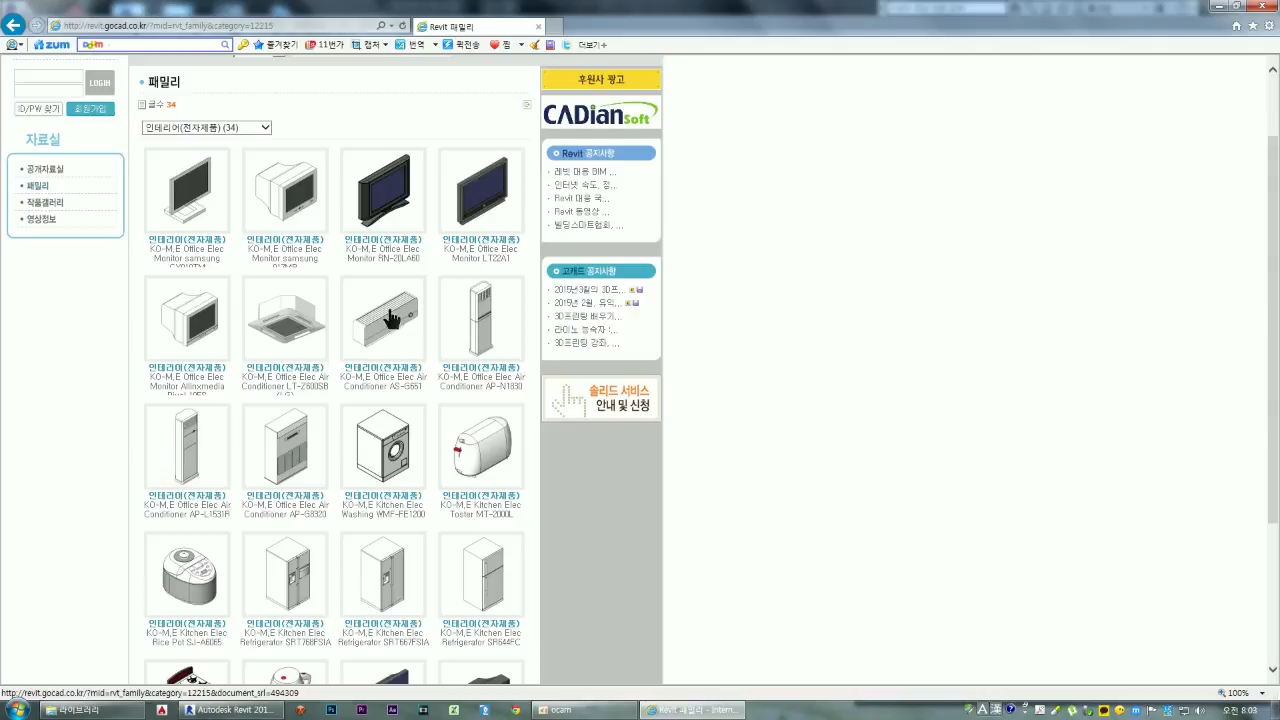 http://revit.gocad.co.kr/?mid=rvt_family&category=12215
Revit 패밀리
zum
즐겨찾기
11번가
캡쳐
번역
퀵전송
찜
더보기+
LOGIN
ID/PW 찾기
회원가입
자료실
공개자료실
패밀리
작품갤러리
영상정보
패밀리
글수 34
인테리어(전자제품) (34)
인테리어(전자제품)
KO-M,E Office Elec
Monitor samsung
인테리어(전자제품)
KO-M,E Office Elec
Monitor samsung
인테리어(전자제품)
KO-M,E Office Elec
Monitor RN-20LA60
인테리어(전자제품)
KO-M,E Office Elec
Monitor LT22A1
인테리어(전자제품)
KO-M,E Office Elec
Monitor Allinxmedia
인테리어(전자제품)
KO-M,E Office Elec Air
Conditioner LT-Z600SB
(LG)
인테리어(전자제품)
KO-M,E Office Elec Air
Conditioner AS-G651
인테리어(전자제품)
KO-M,E Office Elec Air
Conditioner AP-N1830
인테리어(전자제품)
KO-M,E Office Elec Air
Conditioner AP-L1531R
인테리어(전자제품)
KO-M,E Office Elec Air
Conditioner AP-G8320
인테리어(전자제품)
KO-M,E Kitchen Elec
Washing WMF-FE1200
인테리어(전자제품)
KO-M,E Kitchen Elec
Toster MT-2000L
인테리어(전자제품)
KO-M,E Kitchen Elec
Rice Pot SJ-A6065
인테리어(전자제품)
KO-M,E Kitchen Elec
Refrigerator SRT768FSIA
인테리어(전자제품)
KO-M,E Kitchen Elec
Refrigerator SRT667FSIA
인테리어(전자제품)
KO-M,E Kitchen Elec
Refrigerator SR644FC
후원사 광고
CADianSoft
Revit 공지사항
레빗 대응 BIM ...
인터넷 속도, 정...
Revit 대응 국...
Revit 동영상 ...
빌딩스마트협회, ...
고캐드 공지사항
2015년3월의 3D프...
2015년 2월, 유익...
3D프린팅 배우기...
라이노 능숙자 :...
3D프린팅 강좌, ...
솔리드 서비스
안내 및 신청
http://revit.gocad.co.kr/?mid=rvt_family&category=12215&document_srl=494309
100%
라이브러리
Autodesk Revit 201...
ocam
Revit 패밀리 - Intern...
오전 8:03